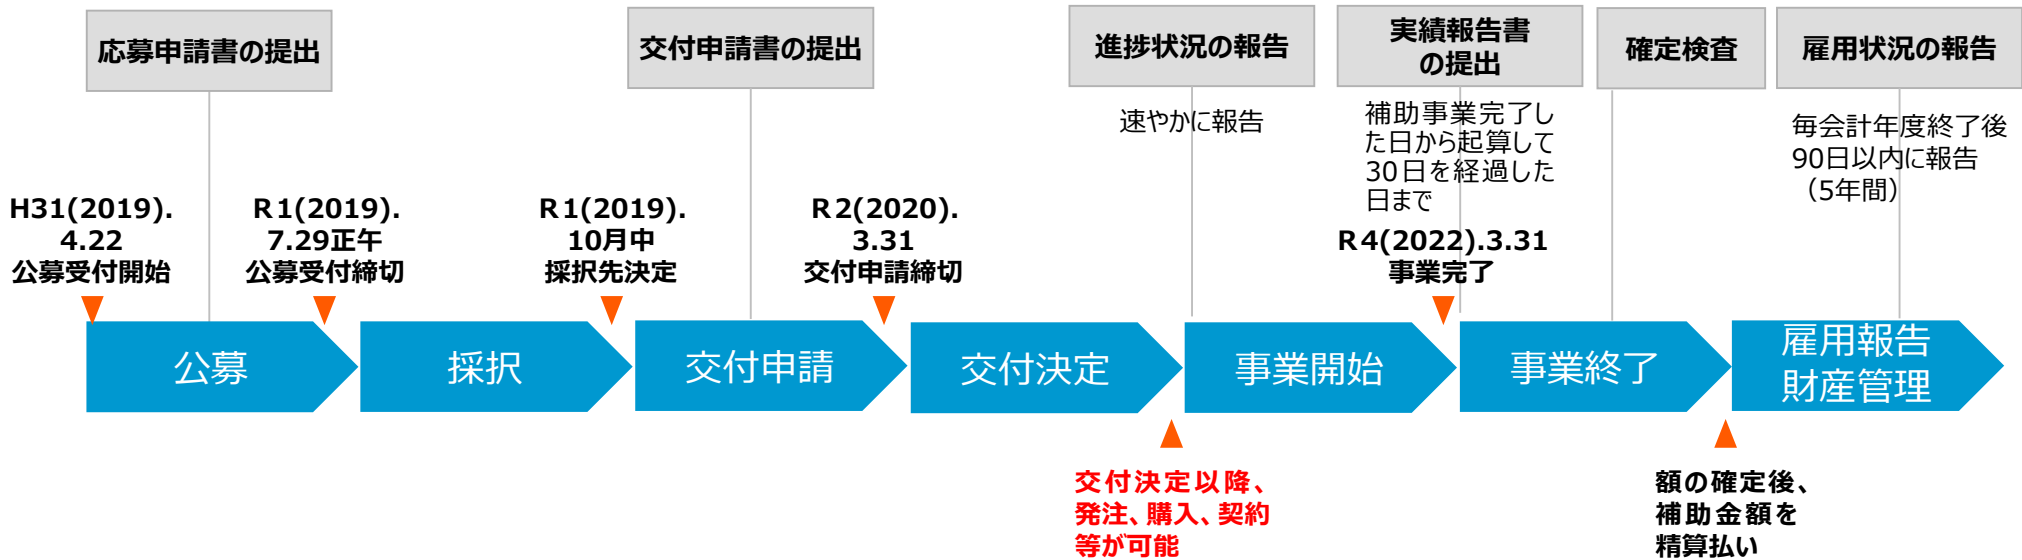 応募申請書の提出
交付申請書の提出
進捗状況の報告
実績報告書
の提出
確定検査
雇用状況の報告
速やかに報告
補助事業完了し
た日から起算して
30日を経過した
日まで
毎会計年度終了後
90日以内に報告
（5年間）
H31(2019).
4.22
公募受付開始
R1(2019).
7.29正午
公募受付締切
R1(2019).
10月中
採択先決定
R2(2020).
3.31
交付申請締切
R4(2022).3.31
事業完了
公募
採択
交付申請
交付決定
事業開始
事業終了
雇用報告
財産管理
交付決定以降、
発注、購入、契約
等が可能
額の確定後、
補助金額を
精算払い